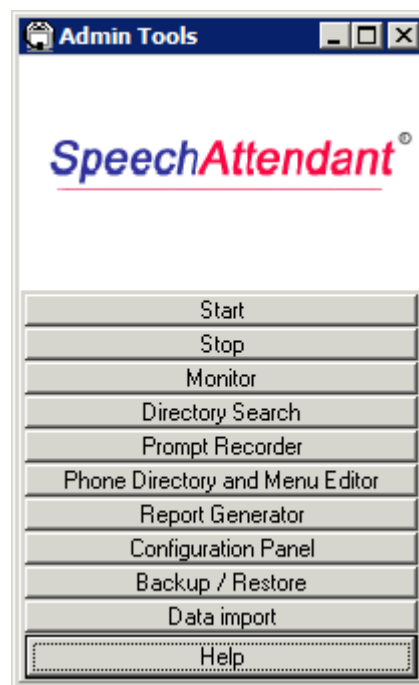 Admin Tools
SpeechAttendant®
Start
Stop
Monitor
Directory Search
Prompt Recorder
Phone Directory and Menu Editor
Report Generator
Configuration Panel
Backup / Restore
Data import
Help